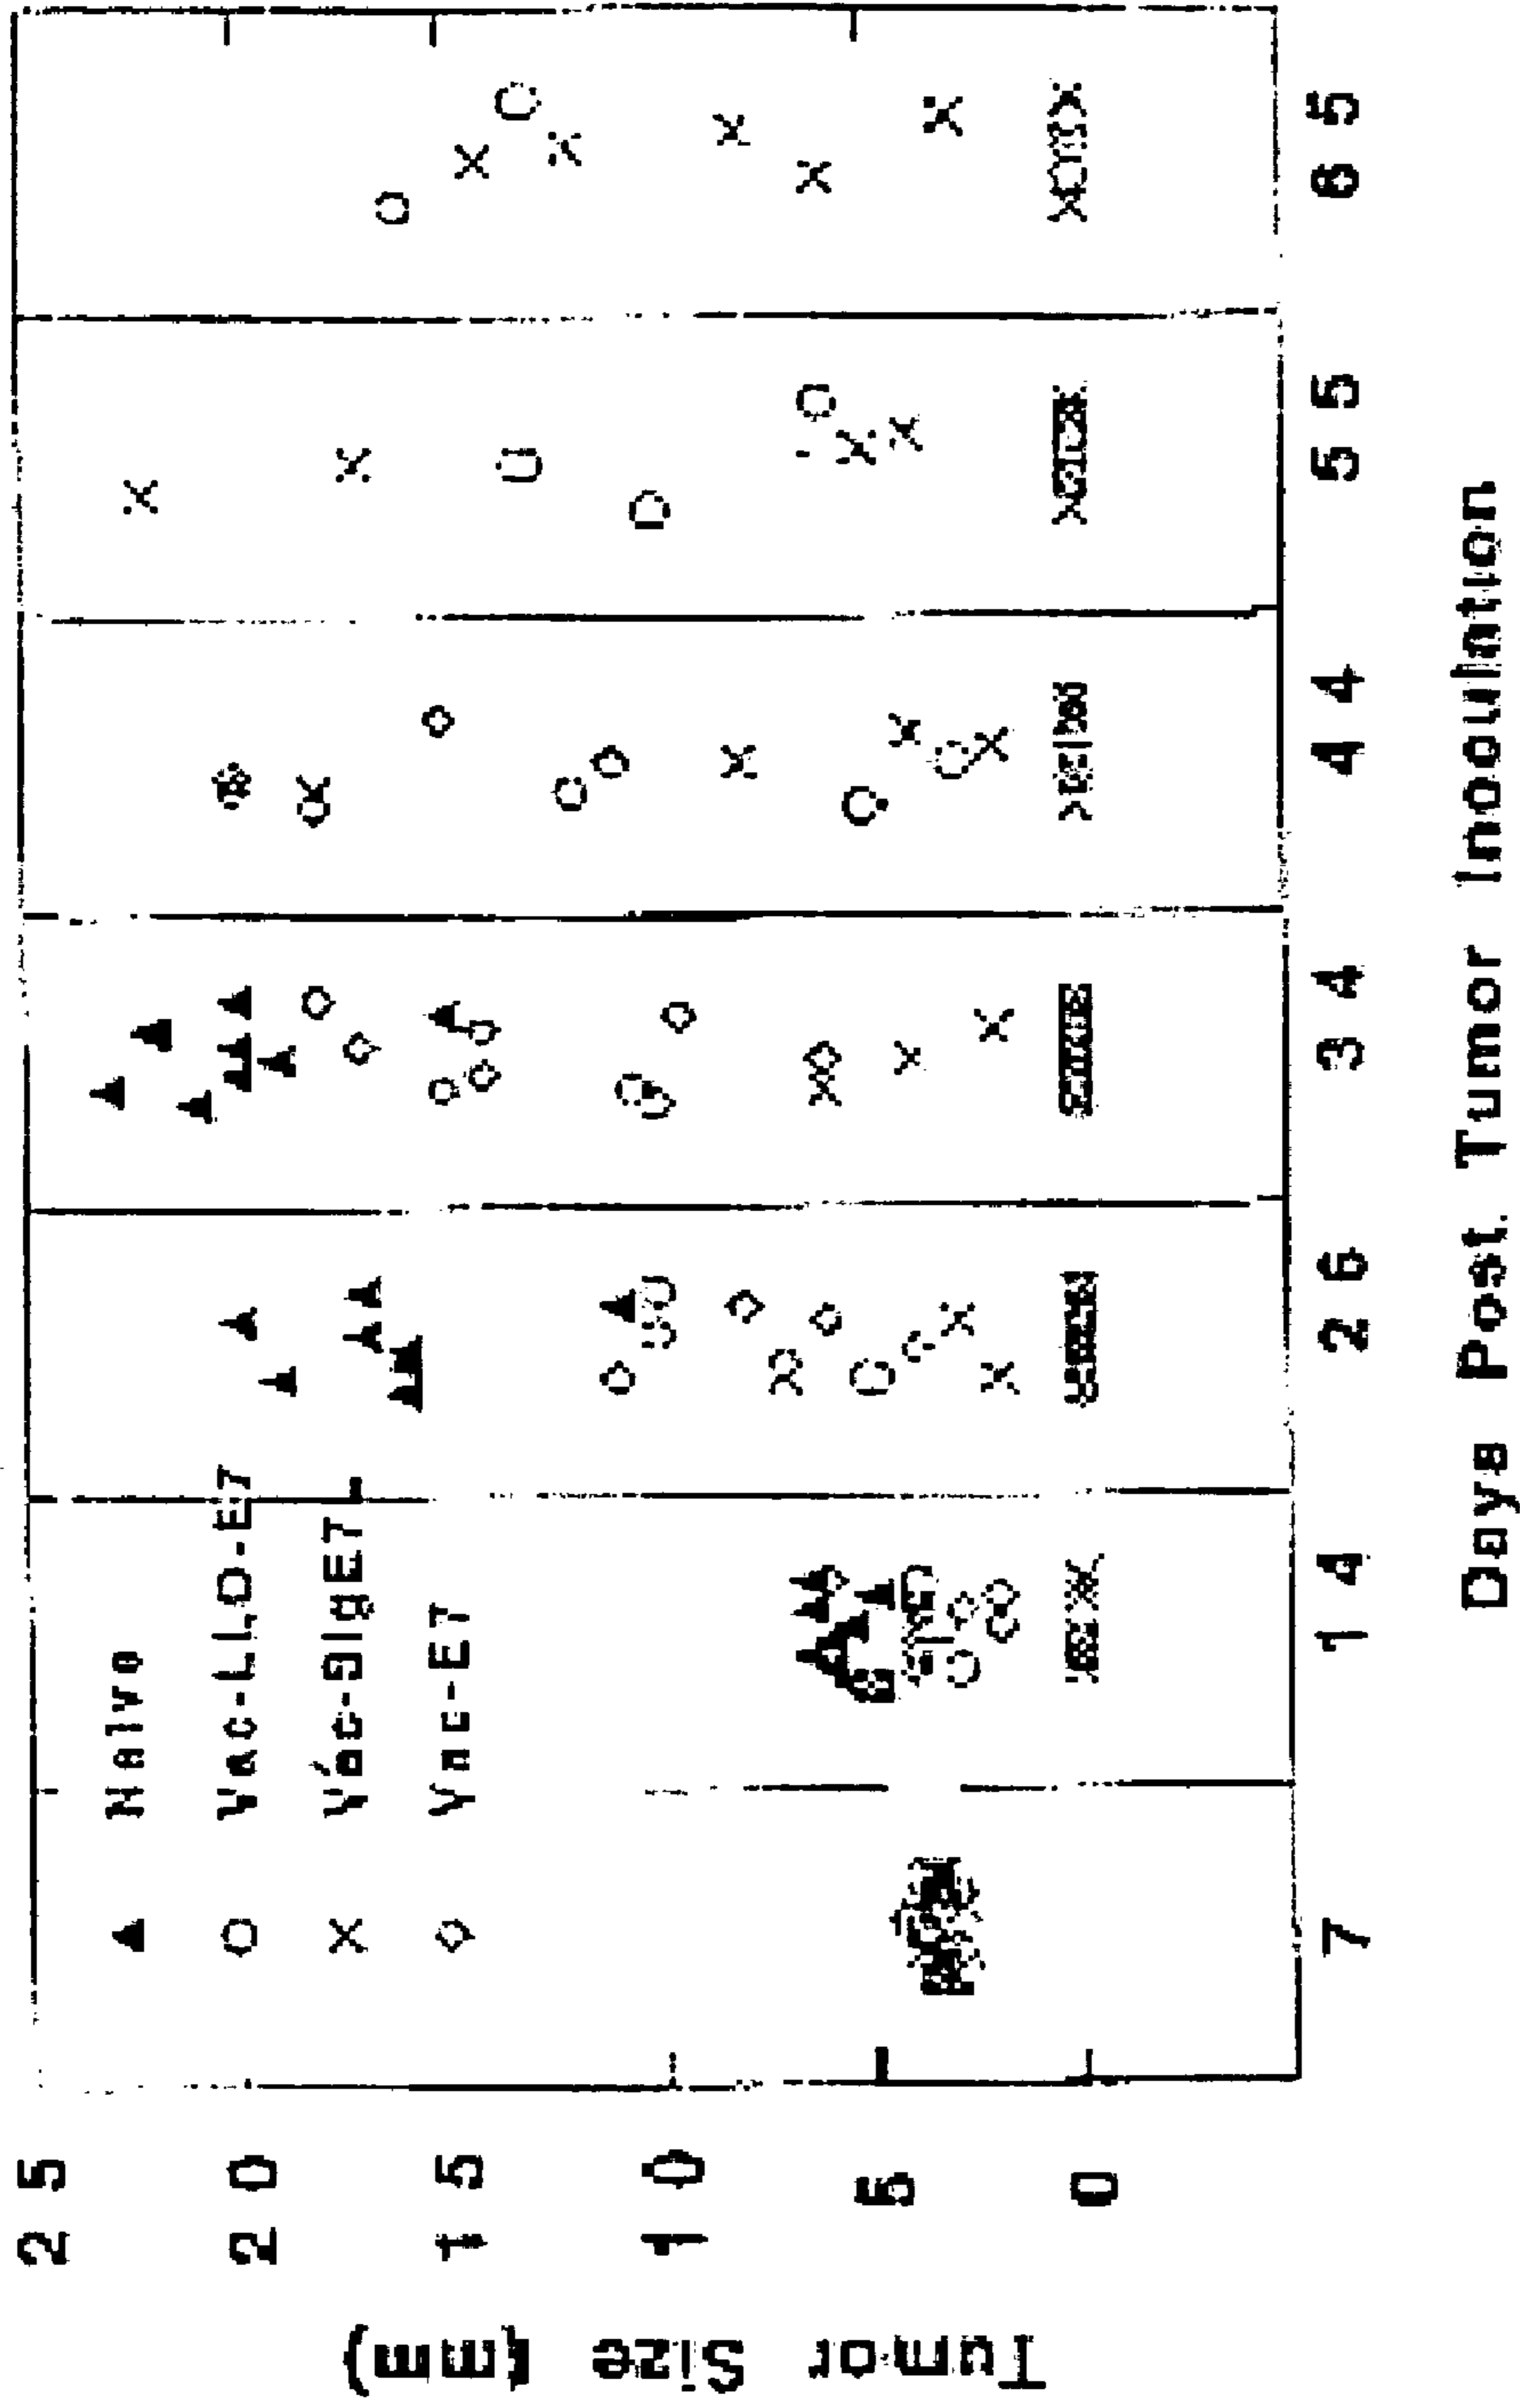 Tumor Size (mm)
25
20
15
10
5
0
Naive
Vac-LLO-E7
Vac-SigE7
Vac-E7
7
14
26
34
44
55
65
Days Post Tumor Inoculation